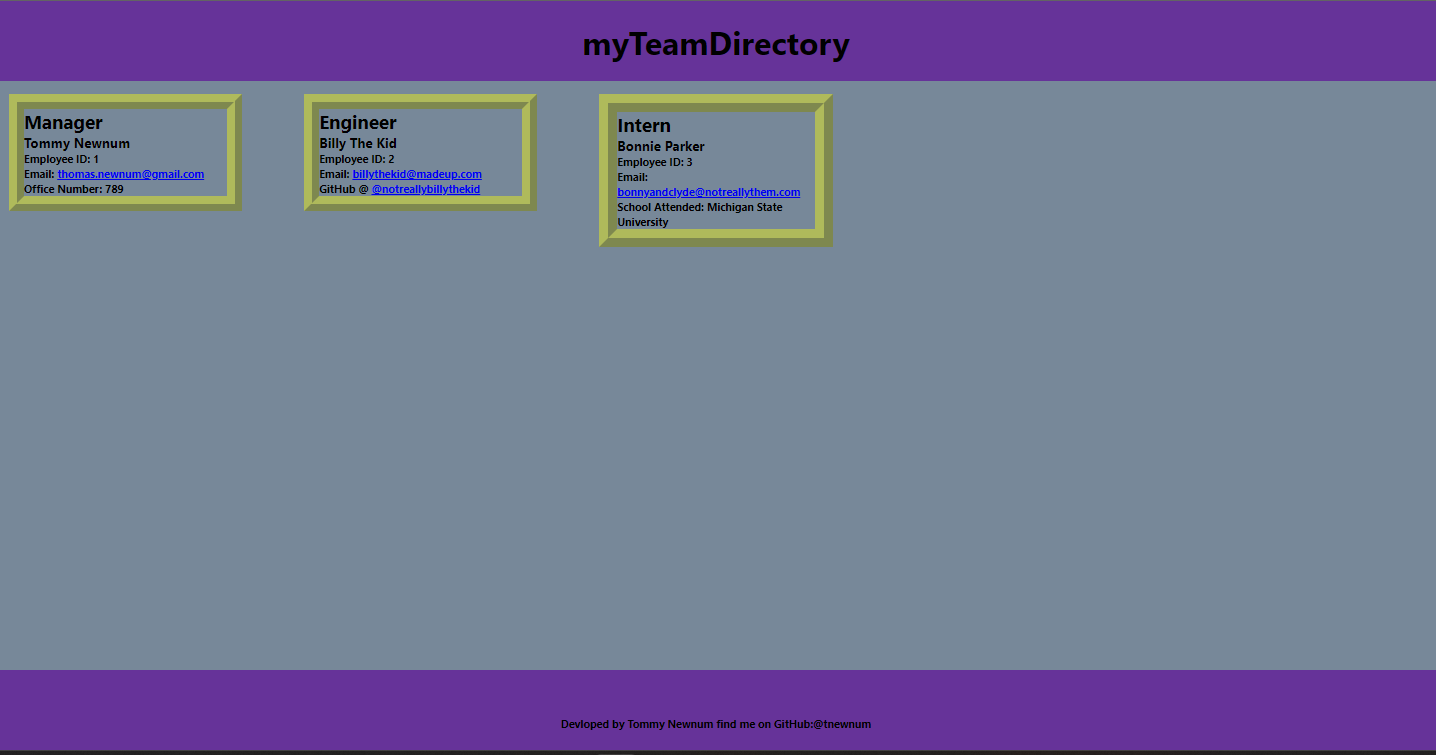 myTeamDirectory
Manager
Tommy Newnum
Employee ID: 1
Email: thomas.newnum@gmail.com
Office Number: 789
Engineer
Billy The Kid
Employee ID: 2
Email: billythekid@madeup.com
GitHub @ @notreallybillythekid
Intern
Bonnie Parker
Employee ID: 3
Email:
bonnyandclyde@notreallythem.com
School Attended: Michigan State
University
Devloped by Tommy Newnum find me on GitHub:@tnewnum